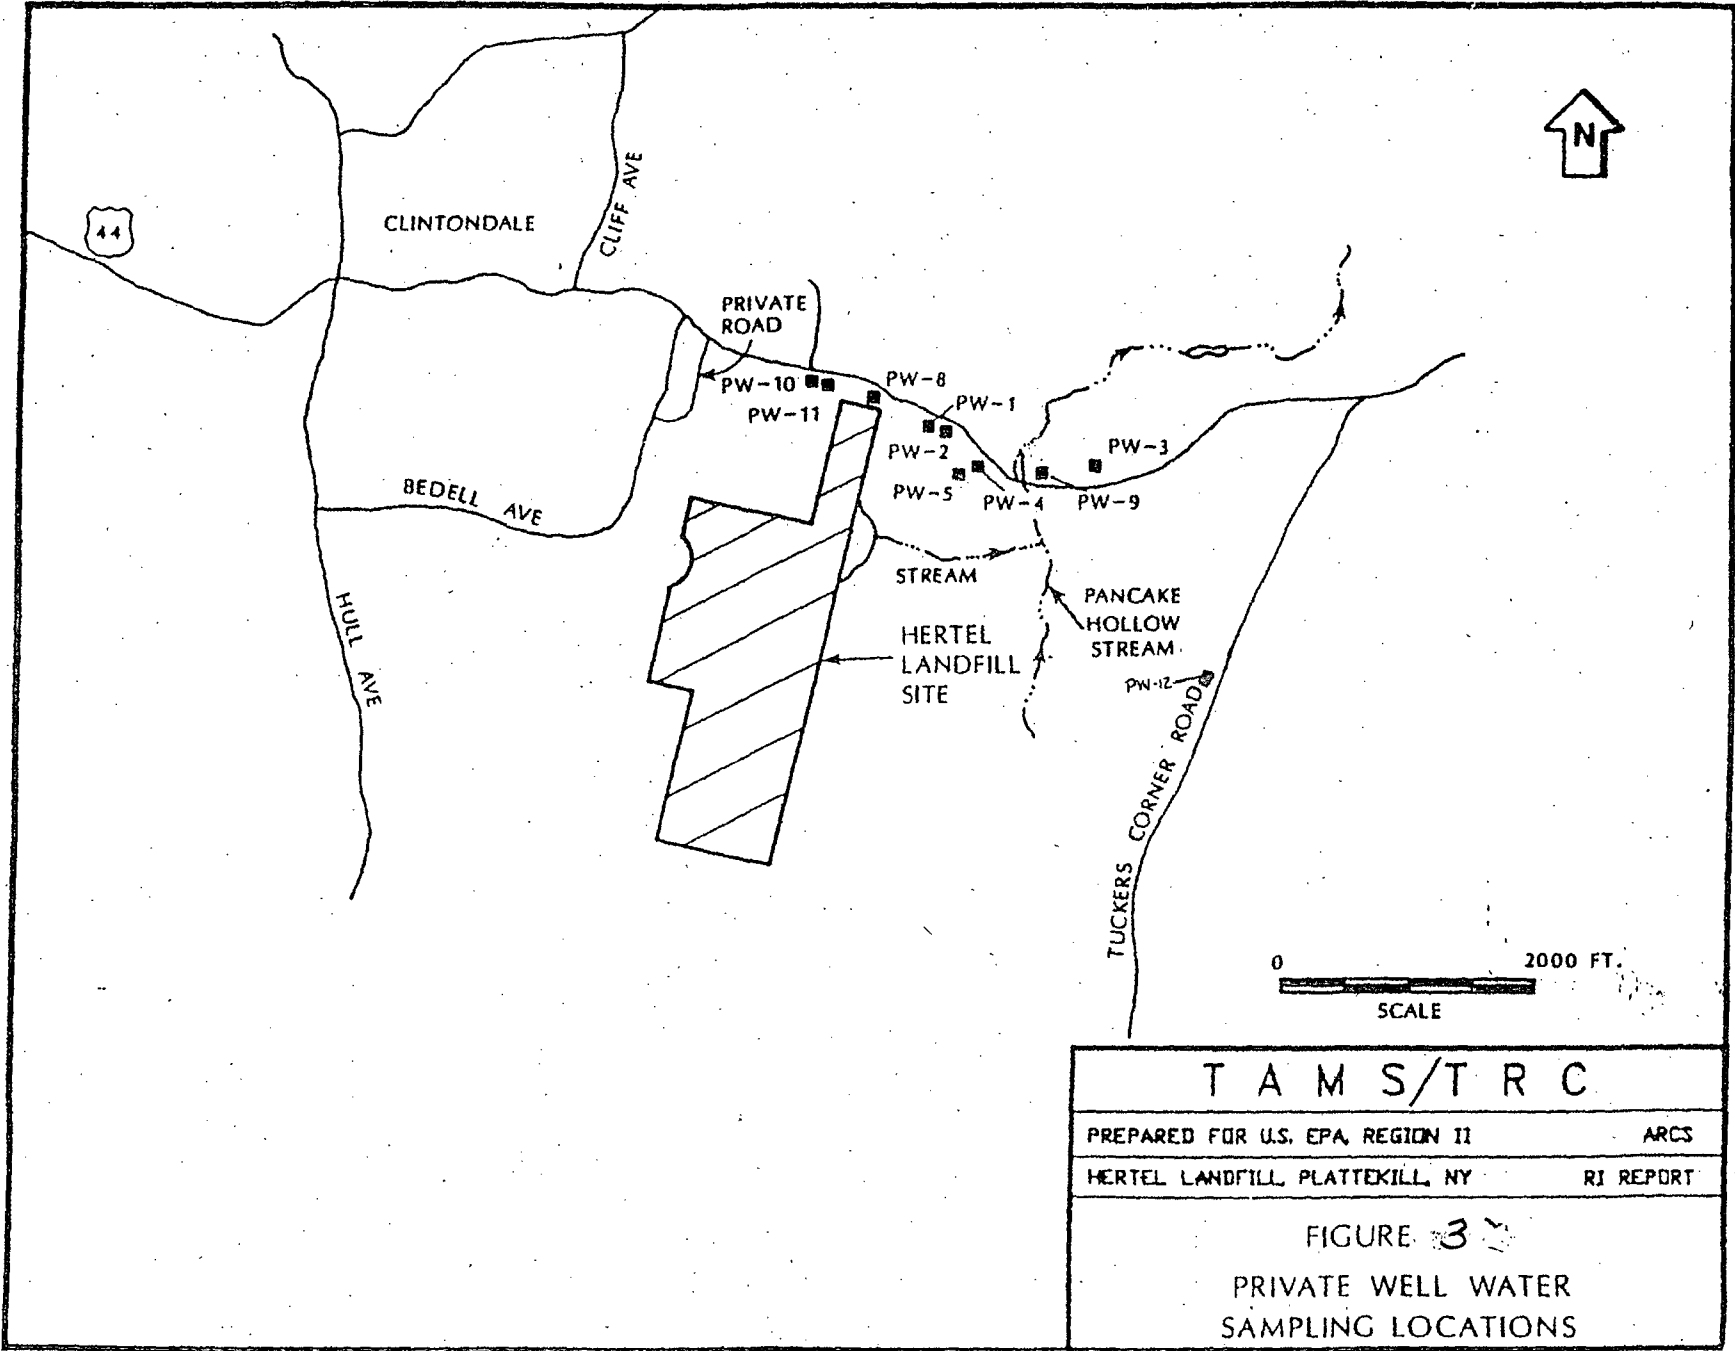 N
CLIFF AVE
44
CLINTONDALE
PRIVATE
ROAD
PW-10
PW-8
PW-11
PW-1
PW-2
PW-3
PW-5
PW-4
PW-9
BEDELL AVE
STREAM
PANCAKE
HOLLOW
STREAM
HULL AVE
HERTEL
LANDFILL
SITE
PW-12
TUCKERS CORNER ROAD
0 2000 FT.
SCALE
TAMS/TRC
PREPARED FOR U.S. EPA, REGION II ARCS
HERTEL LANDFILL, PLATTEKILL, NY RI REPORT
FIGURE 3
PRIVATE WELL WATER
SAMPLING LOCATIONS